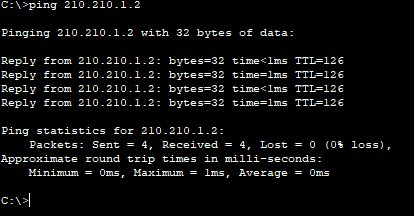 C:\>ping 210.210.1.2
Pinging 210.210.1.2 with 32 bytes of data:
Reply from 210.210.1.2: bytes=32 time<1ms TTL=126
Reply from 210.210.1.2: bytes=32 time<1ms TTL=126
Reply from 210.210.1.2: bytes=32 time<1ms TTL=126
Reply from 210.210.1.2: bytes=32 time<1ms TTL=126
Ping statistics for 210.210.1.2:
    Packets: Sent = 4, Received = 4, Lost = 0 (0% loss),
Approximate round trip times in milli-seconds:
    Minimum = 0ms, Maximum = 1ms, Average = 0ms
C:\>